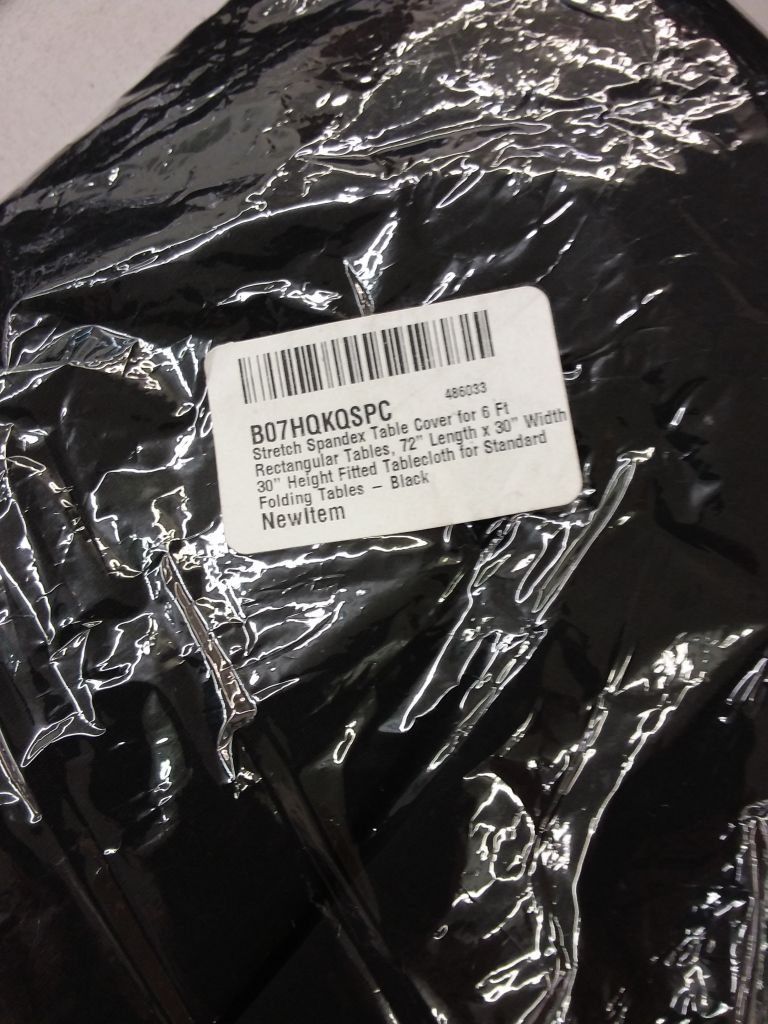 486033
B07HQKQSPC
Stretch Spandex Table Cover for 6 Ft
Rectangular Tables, 72" Length x 30" Width
30" Height Fitted Tablecloth for Standard
Folding Tables – Black
NewItem